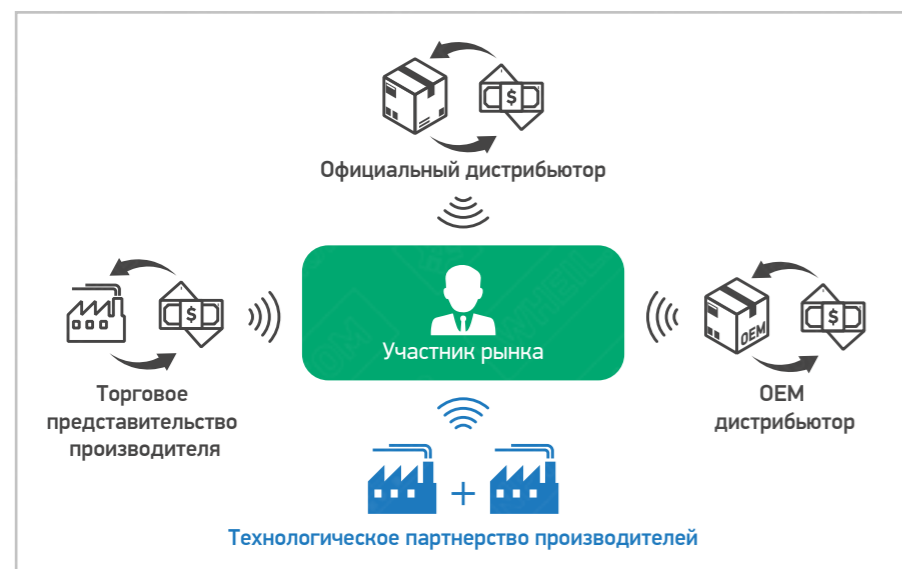 Официальный дистрибьютор
Участник рынка
Торговое
представительство
производителя
OEM
OEM
дистрибьютор
Технологическое партнерство производителей